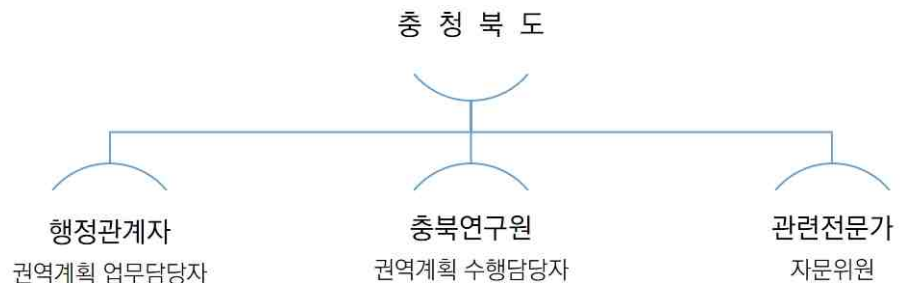 충 청 북 도
행정관계자
권역계획 업무담당자
충북연구원
권역계획 수행담당자
관련전문가
자문위원